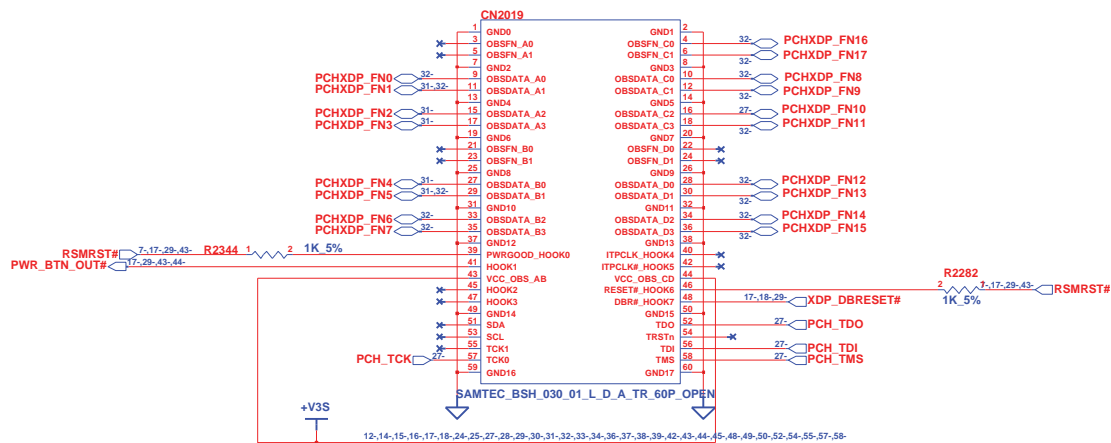 CN2019
1 GND0 GND1 2
3 OBSFN_A0 OBSFN_C0 4 32- PCHXDP_FN16
5 OBSFN_A1 OBSFN_C1 6 32- PCHXDP_FN17
7 GND2 GND3 8
PCHXDP_FN0 32- 9 OBSDATA_A0 OBSDATA_C0 10 32- PCHXDP_FN8
PCHXDP_FN1 31-,32- 11 OBSDATA_A1 OBSDATA_C1 12 32- PCHXDP_FN9
13 GND4 GND5 14
PCHXDP_FN2 31- 15 OBSDATA_A2 OBSDATA_C2 16 27- PCHXDP_FN10
PCHXDP_FN3 31- 17 OBSDATA_A3 OBSDATA_C3 18 32- PCHXDP_FN11
19 GND6 GND7 20
21 OBSFN_B0 OBSFN_D0 22
23 OBSFN_B1 OBSFN_D1 24
25 GND8 GND9 26
PCHXDP_FN4 31- 27 OBSDATA_B0 OBSDATA_D0 28 32- PCHXDP_FN12
PCHXDP_FN5 31-,32- 29 OBSDATA_B1 OBSDATA_D1 30 32- PCHXDP_FN13
31 GND10 GND11 32
PCHXDP_FN6 32- 33 OBSDATA_B2 OBSDATA_D2 34 32- PCHXDP_FN14
PCHXDP_FN7 32- 35 OBSDATA_B3 OBSDATA_D3 36 32- PCHXDP_FN15
37 GND12 GND13 38
RSMRST# 7-,17-,29-,43- R2344 1 2 1K_5% 39 PWRGOOD_HOOK0 ITPCLK_HOOK4 40
PWR_BTN_OUT# 17-,29-,43-,44- 41 HOOK1 ITPCLK#_HOOK5 42
43 VCC_OBS_AB VCC_OBS_CD 44
45 HOOK2 RESET#_HOOK6 46 R2282 2 1 1K_5% 7-,17-,29-,43- RSMRST#
47 HOOK3 DBR#_HOOK7 48 17-,18-,29- XDP_DBRESET#
49 GND14 GND15 50
51 SDA TDO 52 27- PCH_TDO
53 SCL TRSTn 54
55 TCK1 TDI 56 27- PCH_TDI
PCH_TCK 27- 57 TCK0 TMS 58 27- PCH_TMS
59 GND16 GND17 60
SAMTEC_BSH_030_01_L_D_A_TR_60P_OPEN
+V3S
12-,14-,15-,16-,17-,18-,24-,25-,27-,28-,29-,30-,31-,32-,33-,34-,36-,37-,38-,39-,42-,43-,44-,45-,48-,49-,50-,52-,54-,55-,57-,58-